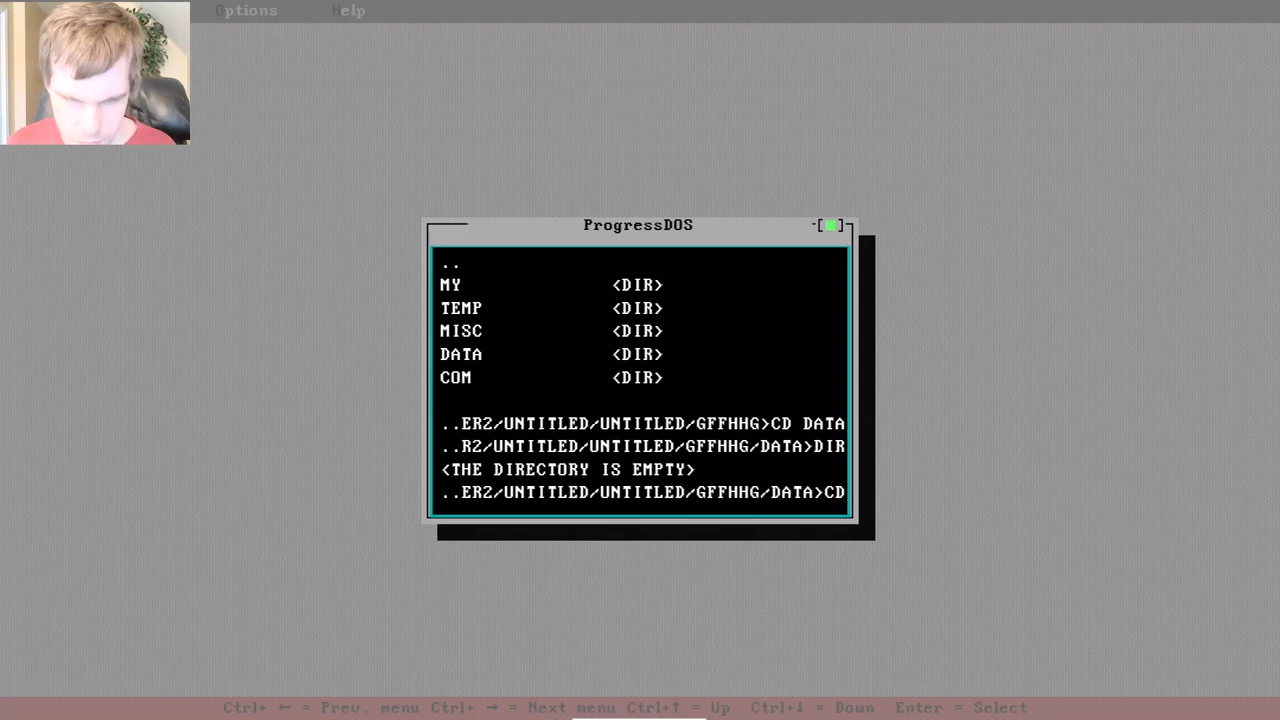 Options Help
ProgressDOS
[■]
..
MY <DIR>
TEMP <DIR>
MISC <DIR>
DATA <DIR>
COM <DIR>
..ER2/UNTITLED/UNTITLED/GFFHHG>CD DATA
..R2/UNTITLED/UNTITLED/GFFHHG/DATA>DIR
<THE DIRECTORY IS EMPTY>
..ER2/UNTITLED/UNTITLED/GFFHHG/DATA>CD
Ctrl+ ← = Prev. menu Ctrl+ → = Next menu Ctrl+↑ = Up Ctrl+↓ = Down Enter = Select